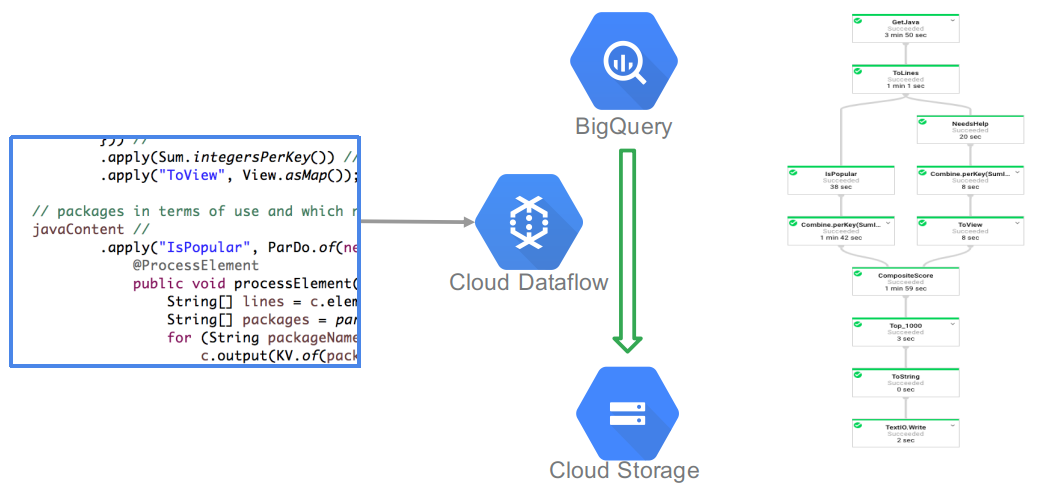 })) //
.apply(Sum.integersPerKey()) //
.apply("ToView", View.asMap());
// packages in terms of use and which n
javaContent //
.apply("IsPopular", ParDo.of(ne
@ProcessElement
public void processElement(
String[] lines = c.elem
String[] packages = par
for (String packageName
c.output(KV.of(pack
Cloud Dataflow
BigQuery
Cloud Storage
GetJava
Succeeded
3 min 50 sec
ToLines
Succeeded
1 min 1 sec
NeedsHelp
Succeeded
20 sec
IsPopular
Succeeded
38 sec
Combine.perKey(SumI...
Succeeded
8 sec
Combine.perKey(SumI...
Succeeded
1 min 42 sec
ToView
Succeeded
8 sec
CompositeScore
Succeeded
1 min 59 sec
Top_1000
Succeeded
3 sec
ToString
Succeeded
0 sec
TextIO.Write
Succeeded
2 sec